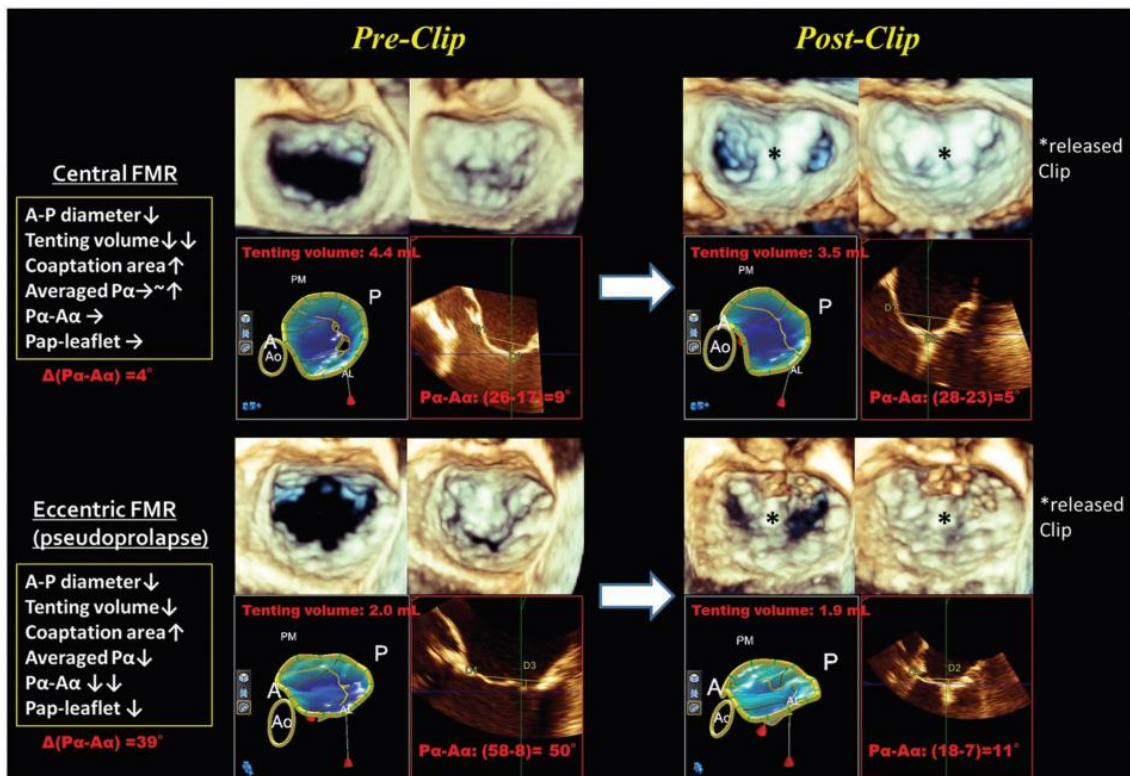 Pre-Clip
Post-Clip
Central FMR
A-P diameter↓
Tenting volume↓↓
Coaptation area↑
Averaged Pα→~↑
Pα-Aα →
Pap-leaflet →
Δ(Pα-Aα) =4°
*
*
*released
Clip
Tenting volume: 4.4 mL
PM
P
A
Ao
AL
Pα-Aα: (26-17)=9°
Tenting volume: 3.5 mL
PM
P
A
Ao
AL
Pα-Aα: (28-23)=5°
Eccentric FMR
(pseudoprolapse)
A-P diameter↓
Tenting volume↓
Coaptation area↑
Averaged Pα↓
Pα-Aα ↓↓
Pap-leaflet ↓
Δ(Pα-Aα) =39°
*
*
*released
Clip
Tenting volume: 2.0 mL
PM
P
A
Ao
AL
D3
Pα-Aα: (58-8)= 50°
Tenting volume: 1.9 mL
PM
P
A
Ao
AL
D2
Pα-Aα: (18-7)=11°